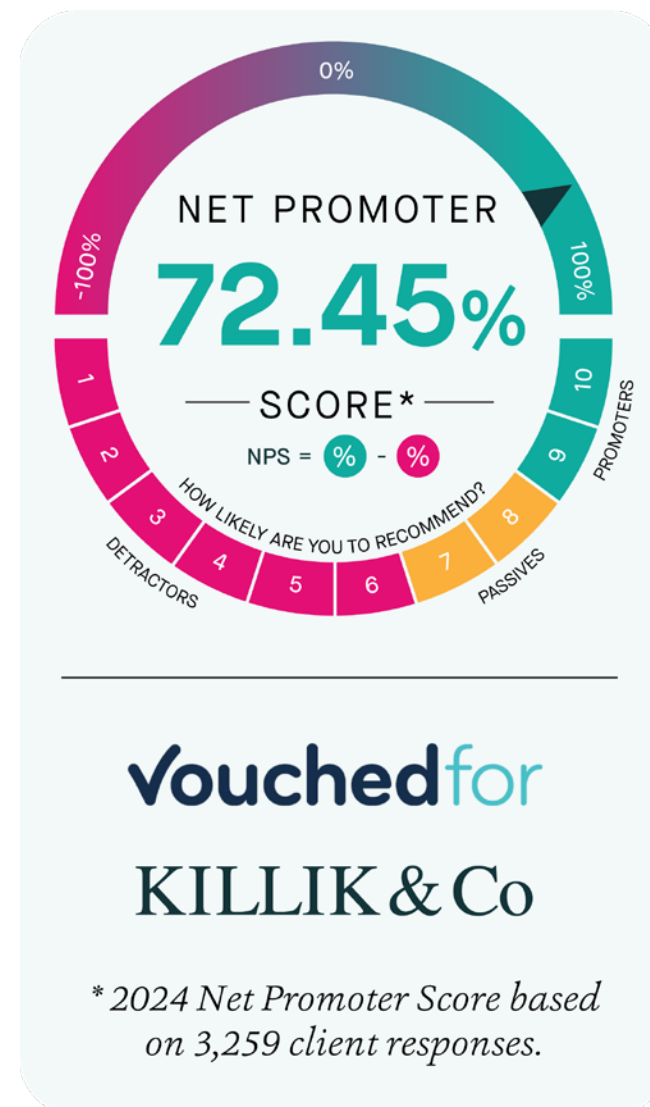 0%
-100%
100%
NET PROMOTER
72.45%
SCORE*
NPS = % - %
HOW LIKELY ARE YOU TO RECOMMEND?
1
2
3
4
5
6
7
8
9
10
DETRACTORS
PASSIVES
PROMOTERS
vouchedfor
KILLIK & Co
* 2024 Net Promoter Score based
on 3,259 client responses.